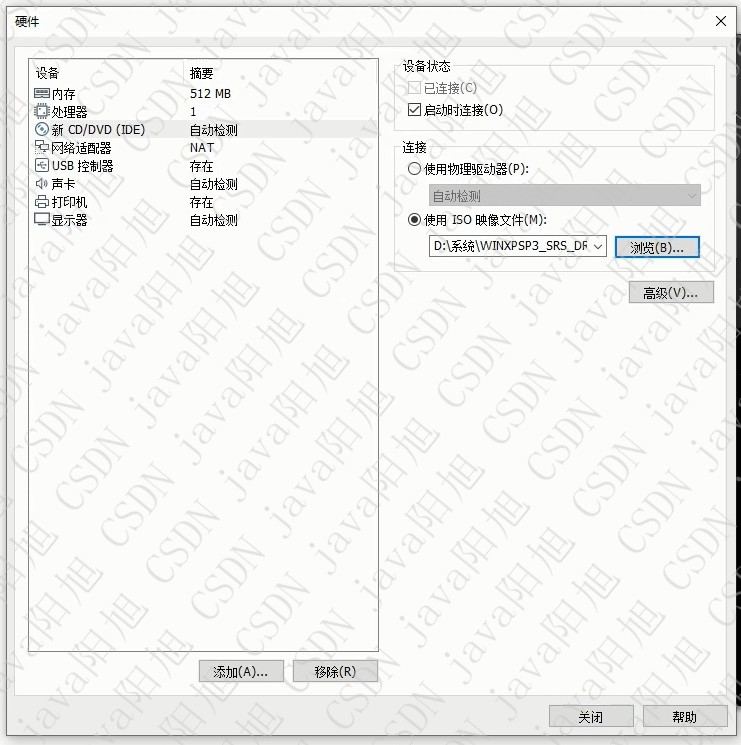 硬件
设备 摘要
内存 512 MB
处理器 1
新 CD/DVD (IDE) 自动检测
网络适配器 NAT
USB 控制器 存在
声卡 自动检测
打印机 存在
显示器 自动检测
添加(A)... 移除(R)
设备状态
已连接(C)
启动时连接(O)
连接
使用物理驱动器(P):
自动检测
使用 ISO 映像文件(M):
D:\系统\WINXPSP3_SRS_DR 浏览(B)...
高级(V)...
关闭 帮助
CSDN java阳旭